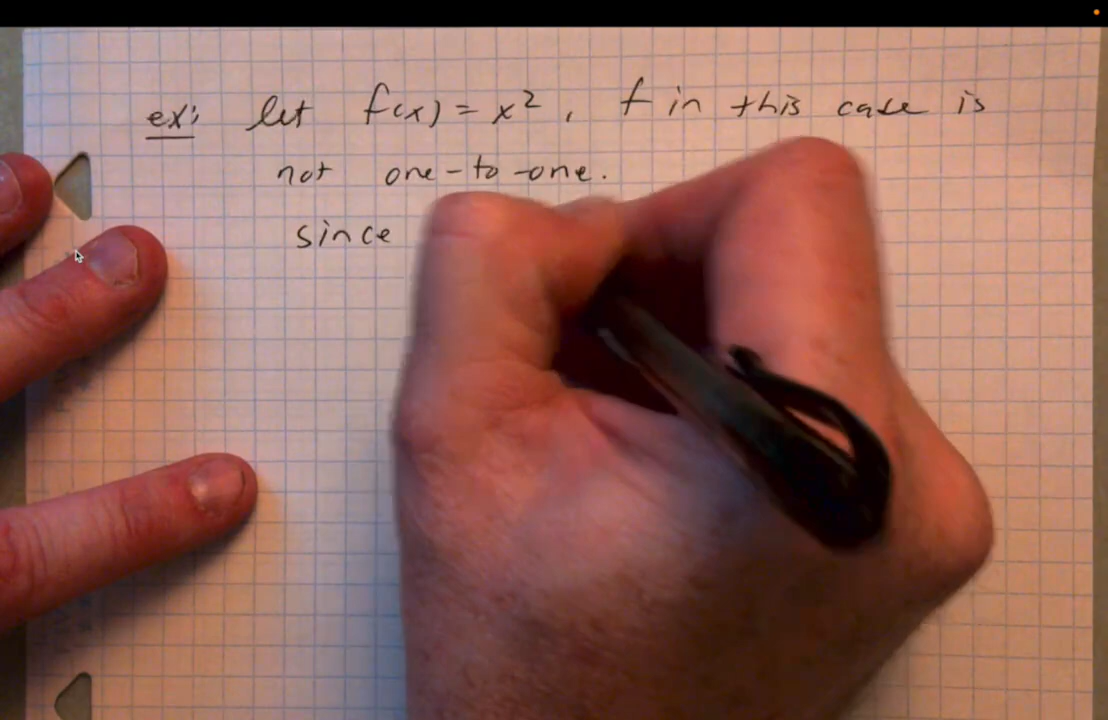 ex: let f(x) = x², f in this case is
not one-to-one.
since